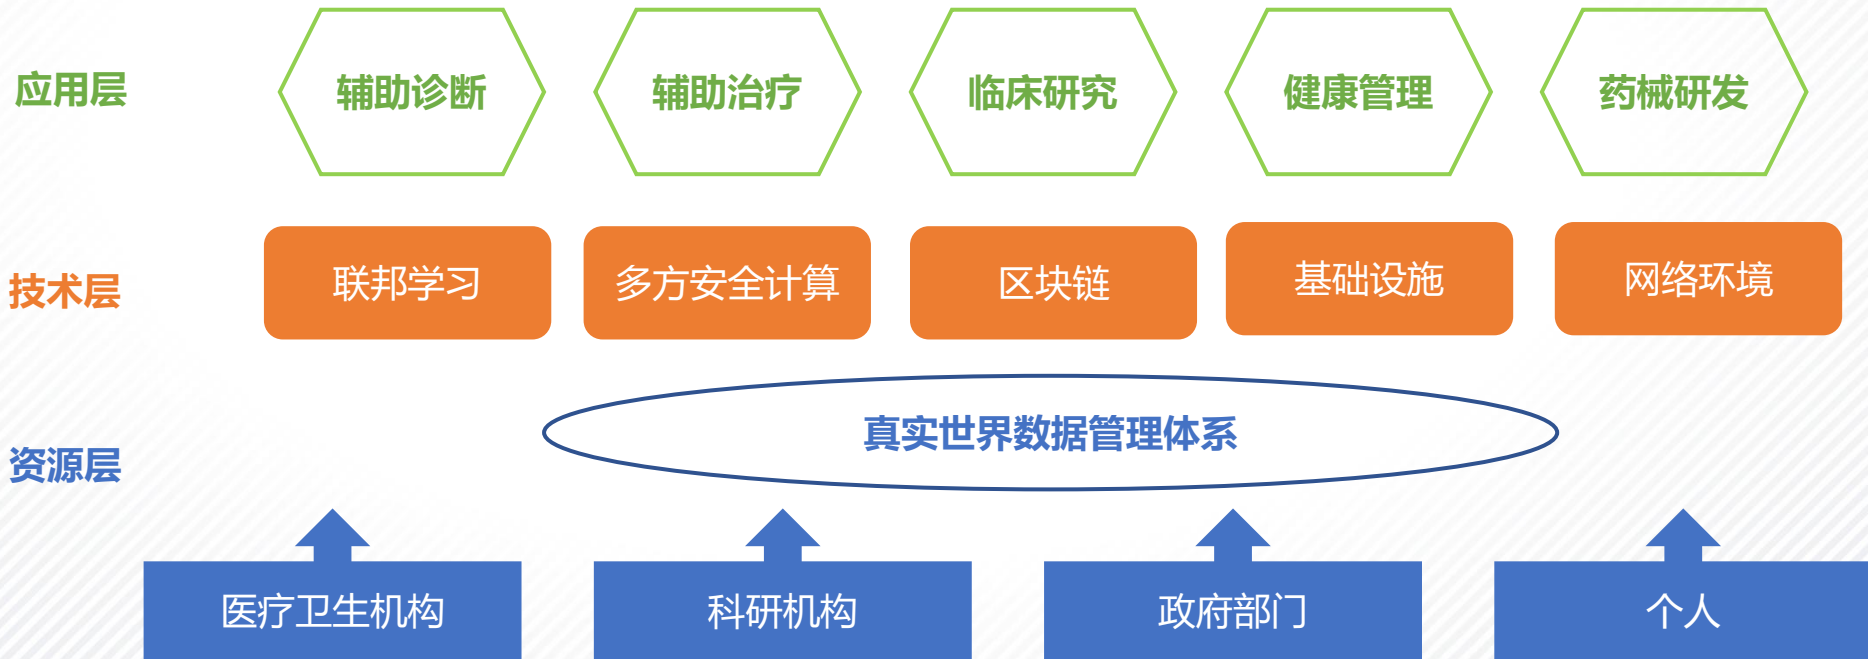 应用层
辅助诊断
辅助治疗
临床研究
健康管理
药械研发
技术层
联邦学习
多方安全计算
区块链
基础设施
网络环境
资源层
真实世界数据管理体系
医疗卫生机构
科研机构
政府部门
个人